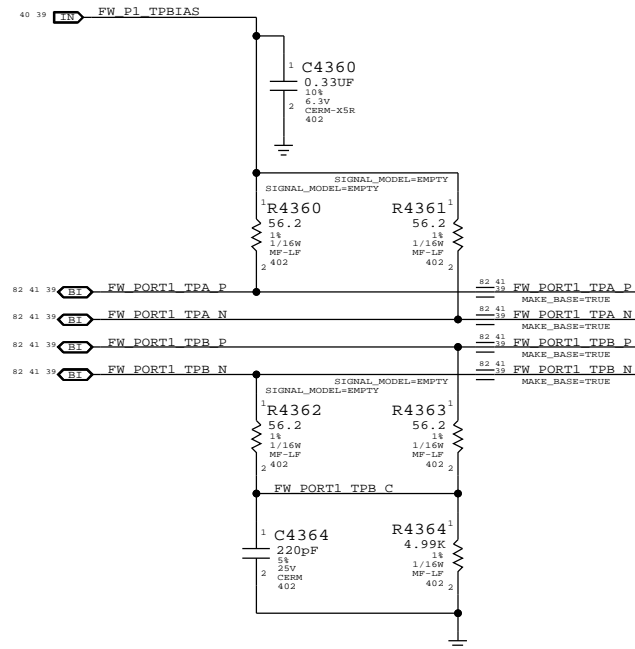 40 39 IN FW_P1_TPBIAS
1 C4360
0.33UF
10%
2 6.3V
CERM-X5R
402
SIGNAL_MODEL=EMPTY
SIGNAL_MODEL=EMPTY
1 R4360 R4361 1
56.2 56.2
1% 1%
1/16W 1/16W
MF-LF MF-LF
2 402 402 2
82 41 39 BI FW_PORT1_TPA_P 82 41 39 FW_PORT1_TPA_P
MAKE_BASE=TRUE
82 41 39 BI FW_PORT1_TPA_N 82 41 39 FW_PORT1_TPA_N
MAKE_BASE=TRUE
82 41 39 BI FW_PORT1_TPB_P 82 41 39 FW_PORT1_TPB_P
MAKE_BASE=TRUE
82 41 39 BI FW_PORT1_TPB_N 82 41 39 FW_PORT1_TPB_N
SIGNAL_MODEL=EMPTY MAKE_BASE=TRUE
SIGNAL_MODEL=EMPTY
1 R4362 R4363 1
56.2 56.2
1% 1%
1/16W 1/16W
MF-LF MF-LF
2 402 402 2
FW_PORT1_TPB_C
1 C4364 R4364 1
220pF 4.99K
5% 1%
2 25V 1/16W
CERM MF-LF
402 402 2